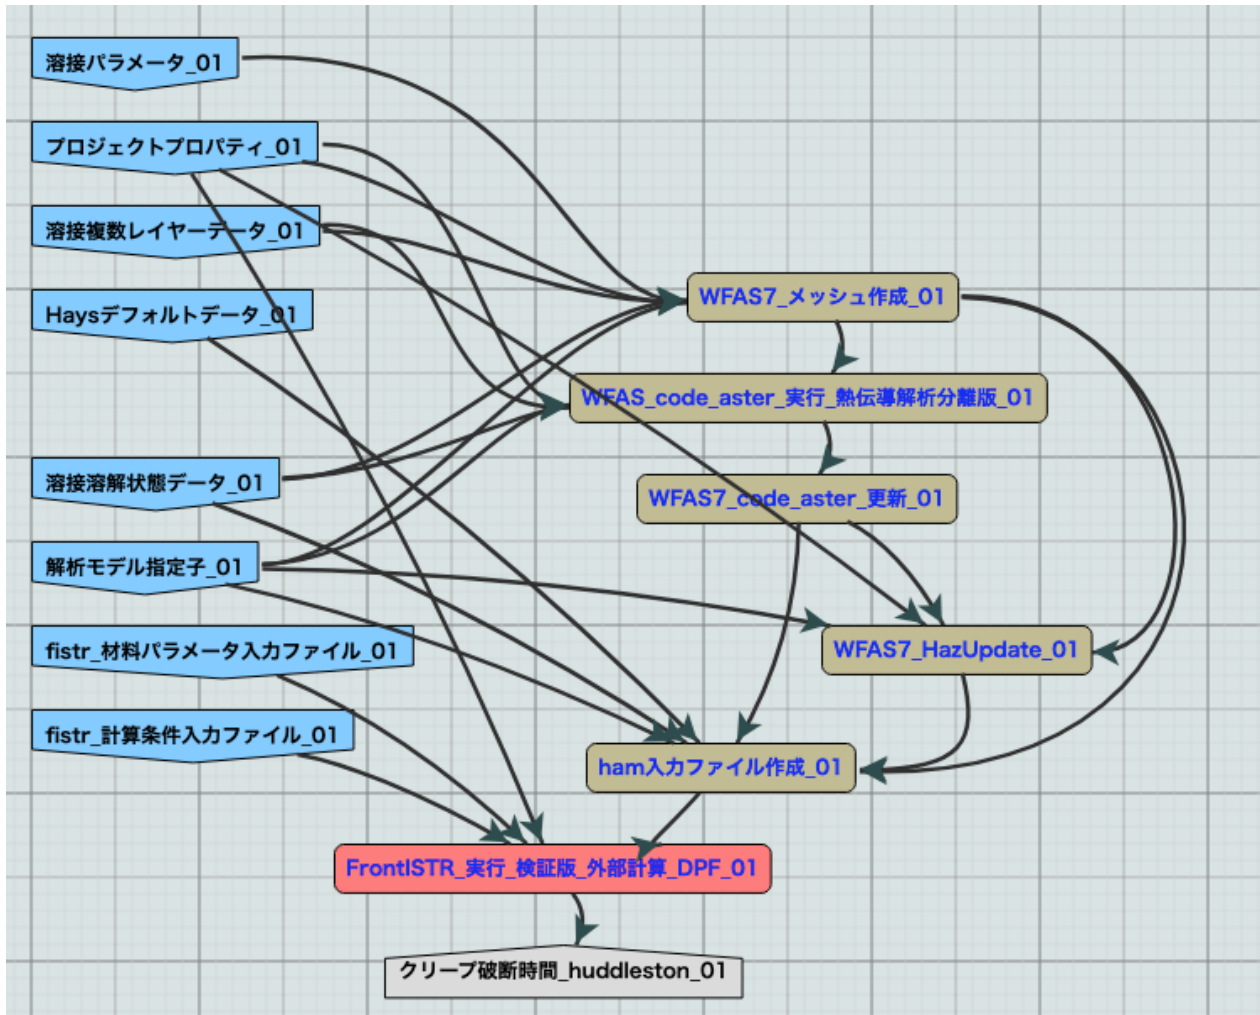 溶接パラメータ_01
プロジェクトプロパティ_01
溶接複数レイヤーデータ_01
Haysデフォルトデータ_01
WFAS7_メッシュ作成_01
WFAS_code_aster_実行_熱伝導解析分離版_01
溶接溶解状態データ_01
WFAS7_code_aster_更新_01
解析モデル指定子_01
fistr_材料パラメータ入力ファイル_01
WFAS7_HazUpdate_01
fistr_計算条件入力ファイル_01
ham入力ファイル作成_01
FrontISTR_実行_検証版_外部計算_DPF_01
クリープ破断時間_huddleston_01